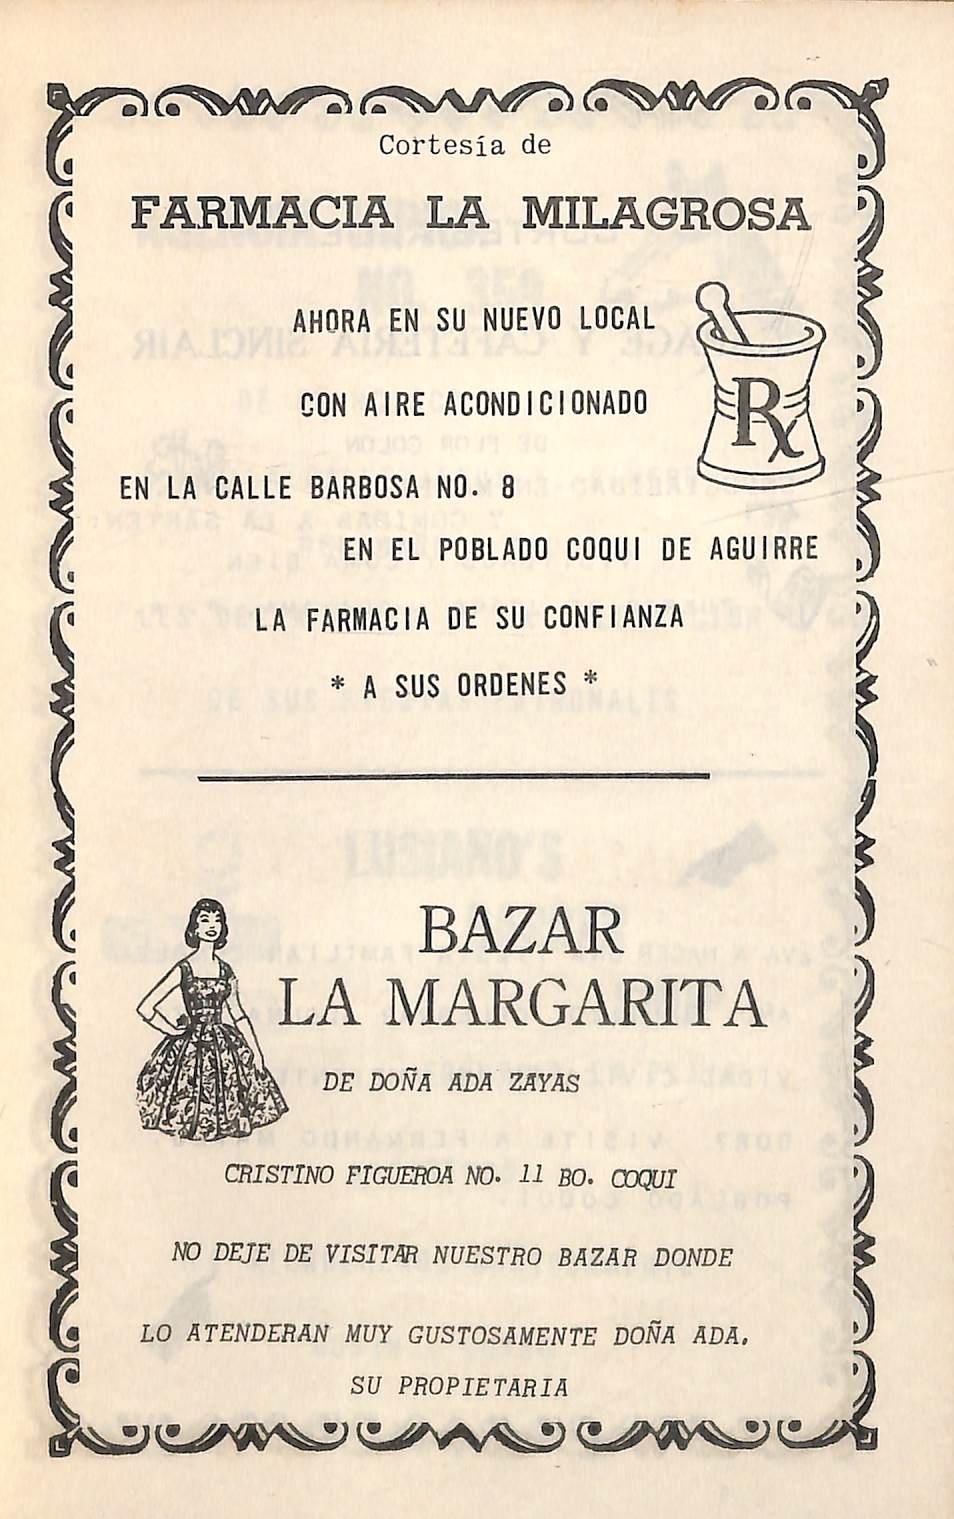 Cortesía de
FARMACIA LA MILAGROSA
AHORA EN SU NUEVO LOCAL
CON AIRE ACONDICIONADO
Rx
EN LA CALLE BARBOSA NO. 8
EN EL POBLADO COQUI DE AGUIRRE
LA FARMACIA DE SU CONFIANZA
* A SUS ORDENES *
BAZAR
LA MARGARITA
DE DOÑA ADA ZAYAS
CRISTINO FIGUEROA NO. 11 BO. COQUI
NO DEJE DE VISITAR NUESTRO BAZAR DONDE
LO ATENDERAN MUY GUSTOSAMENTE DOÑA ADA.
SU PROPIETARIA